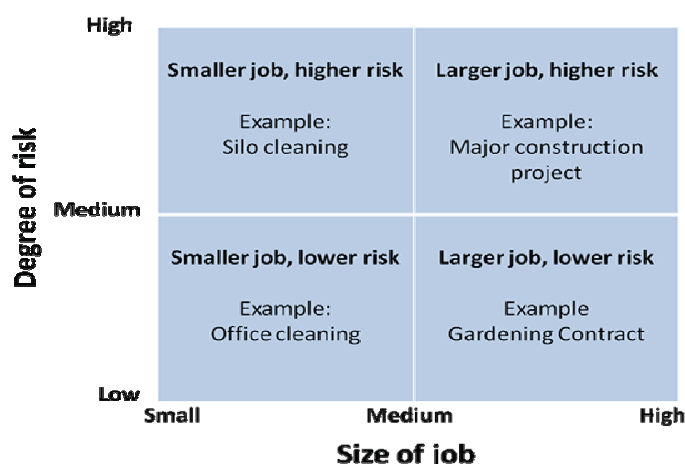 High
Smaller job, higher risk
Example:
Silo cleaning
Larger job, higher risk
Example:
Major construction
project
Degree of risk
Medium
Smaller job, lower risk
Example:
Office cleaning
Larger job, lower risk
Example
Gardening Contract
Low
Small
Medium
High
Size of job